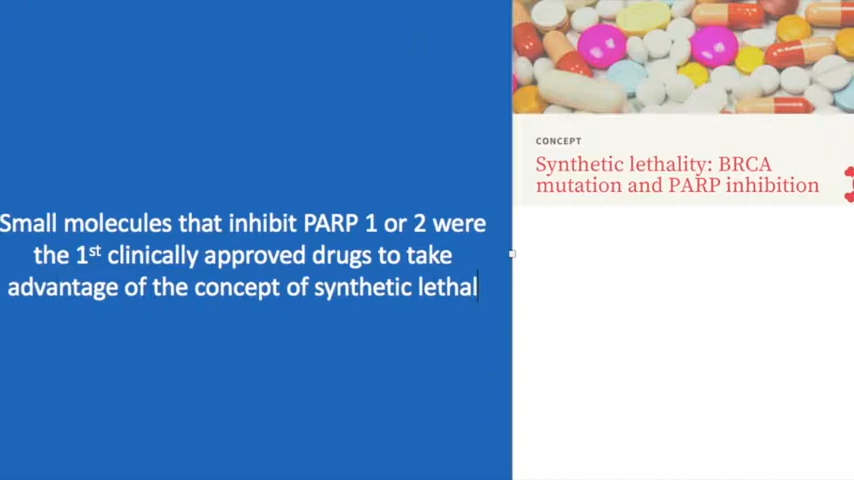 Small molecules that inhibit PARP 1 or 2 were
the 1st clinically approved drugs to take
advantage of the concept of synthetic lethal
CONCEPT
Synthetic lethality: BRCA
mutation and PARP inhibition